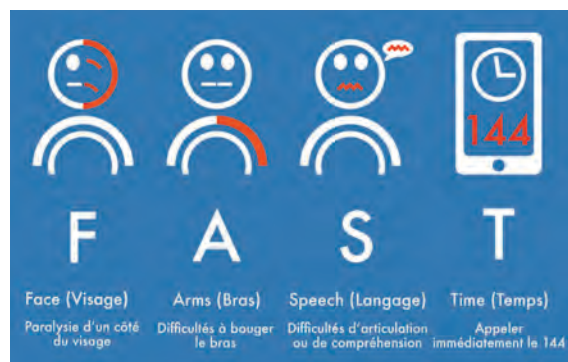 144
F A S T
Face (Visage) Arms (Bras) Speech (Langage) Time (Temps)
Paralysie d'un côté Difficultés à bouger Difficultés d'articulation Appeler
du visage le bras ou de compréhension immédiatement le 144